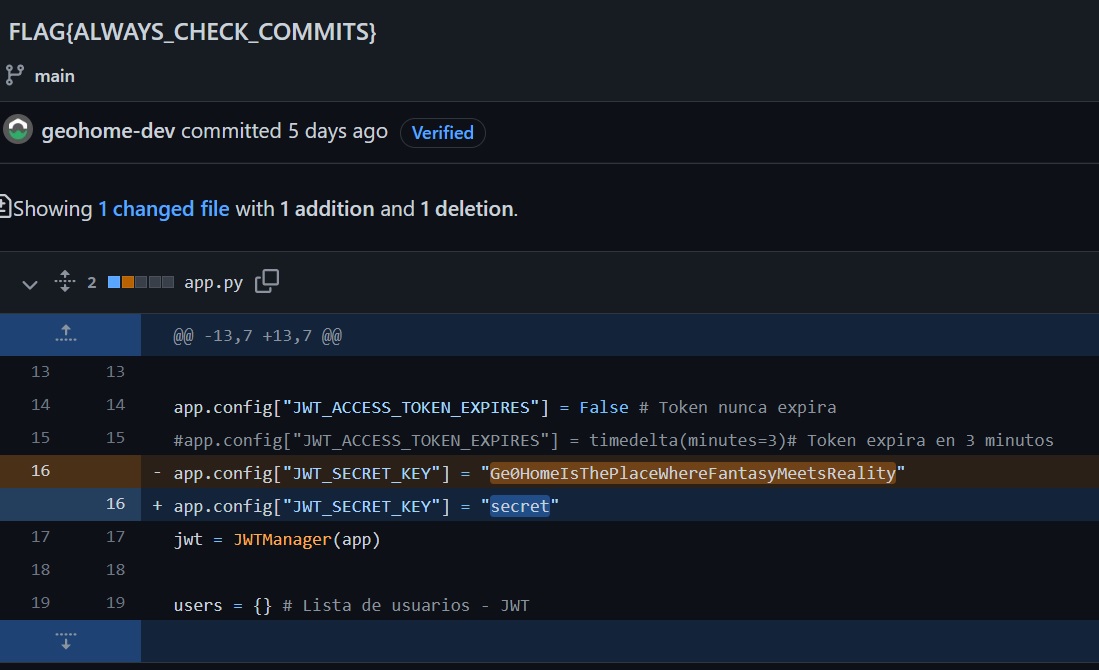 FLAG{ALWAYS_CHECK_COMMITS}
main
geohome-dev committed 5 days ago Verified
Showing 1 changed file with 1 addition and 1 deletion.
2 app.py
@@ -13,7 +13,7 @@
13 13
14 14 app.config["JWT_ACCESS_TOKEN_EXPIRES"] = False # Token nunca expira
15 15 #app.config["JWT_ACCESS_TOKEN_EXPIRES"] = timedelta(minutes=3)# Token expira en 3 minutos
16 - app.config["JWT_SECRET_KEY"] = "Ge0HomeIsThePlaceWhereFantasyMeetsReality"
16 + app.config["JWT_SECRET_KEY"] = "secret"
17 17 jwt = JWTManager(app)
18 18
19 19 users = {} # Lista de usuarios - JWT